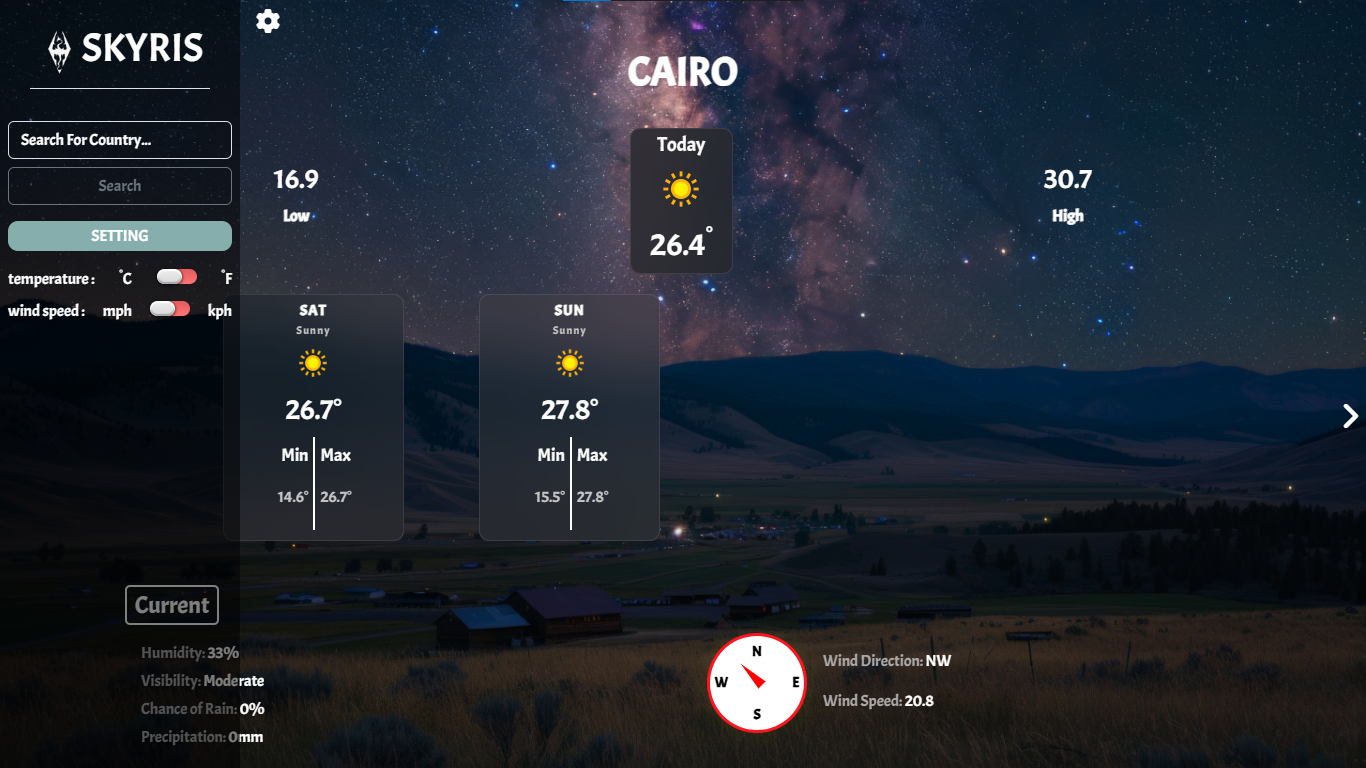 SKYRIS
Search For Country...
Search
SETTING
temperature : °C °F
wind speed : mph kph
CAIRO
16.9
Low
Today
26.4°
30.7
High
SAT
Sunny
26.7°
Min Max
14.6° 26.7°
SUN
Sunny
27.8°
Min Max
15.5° 27.8°
Current
Humidity: 33%
Visibility: Moderate
Chance of Rain: 0%
Precipitation: 0mm
N
W E
S
Wind Direction: NW
Wind Speed: 20.8